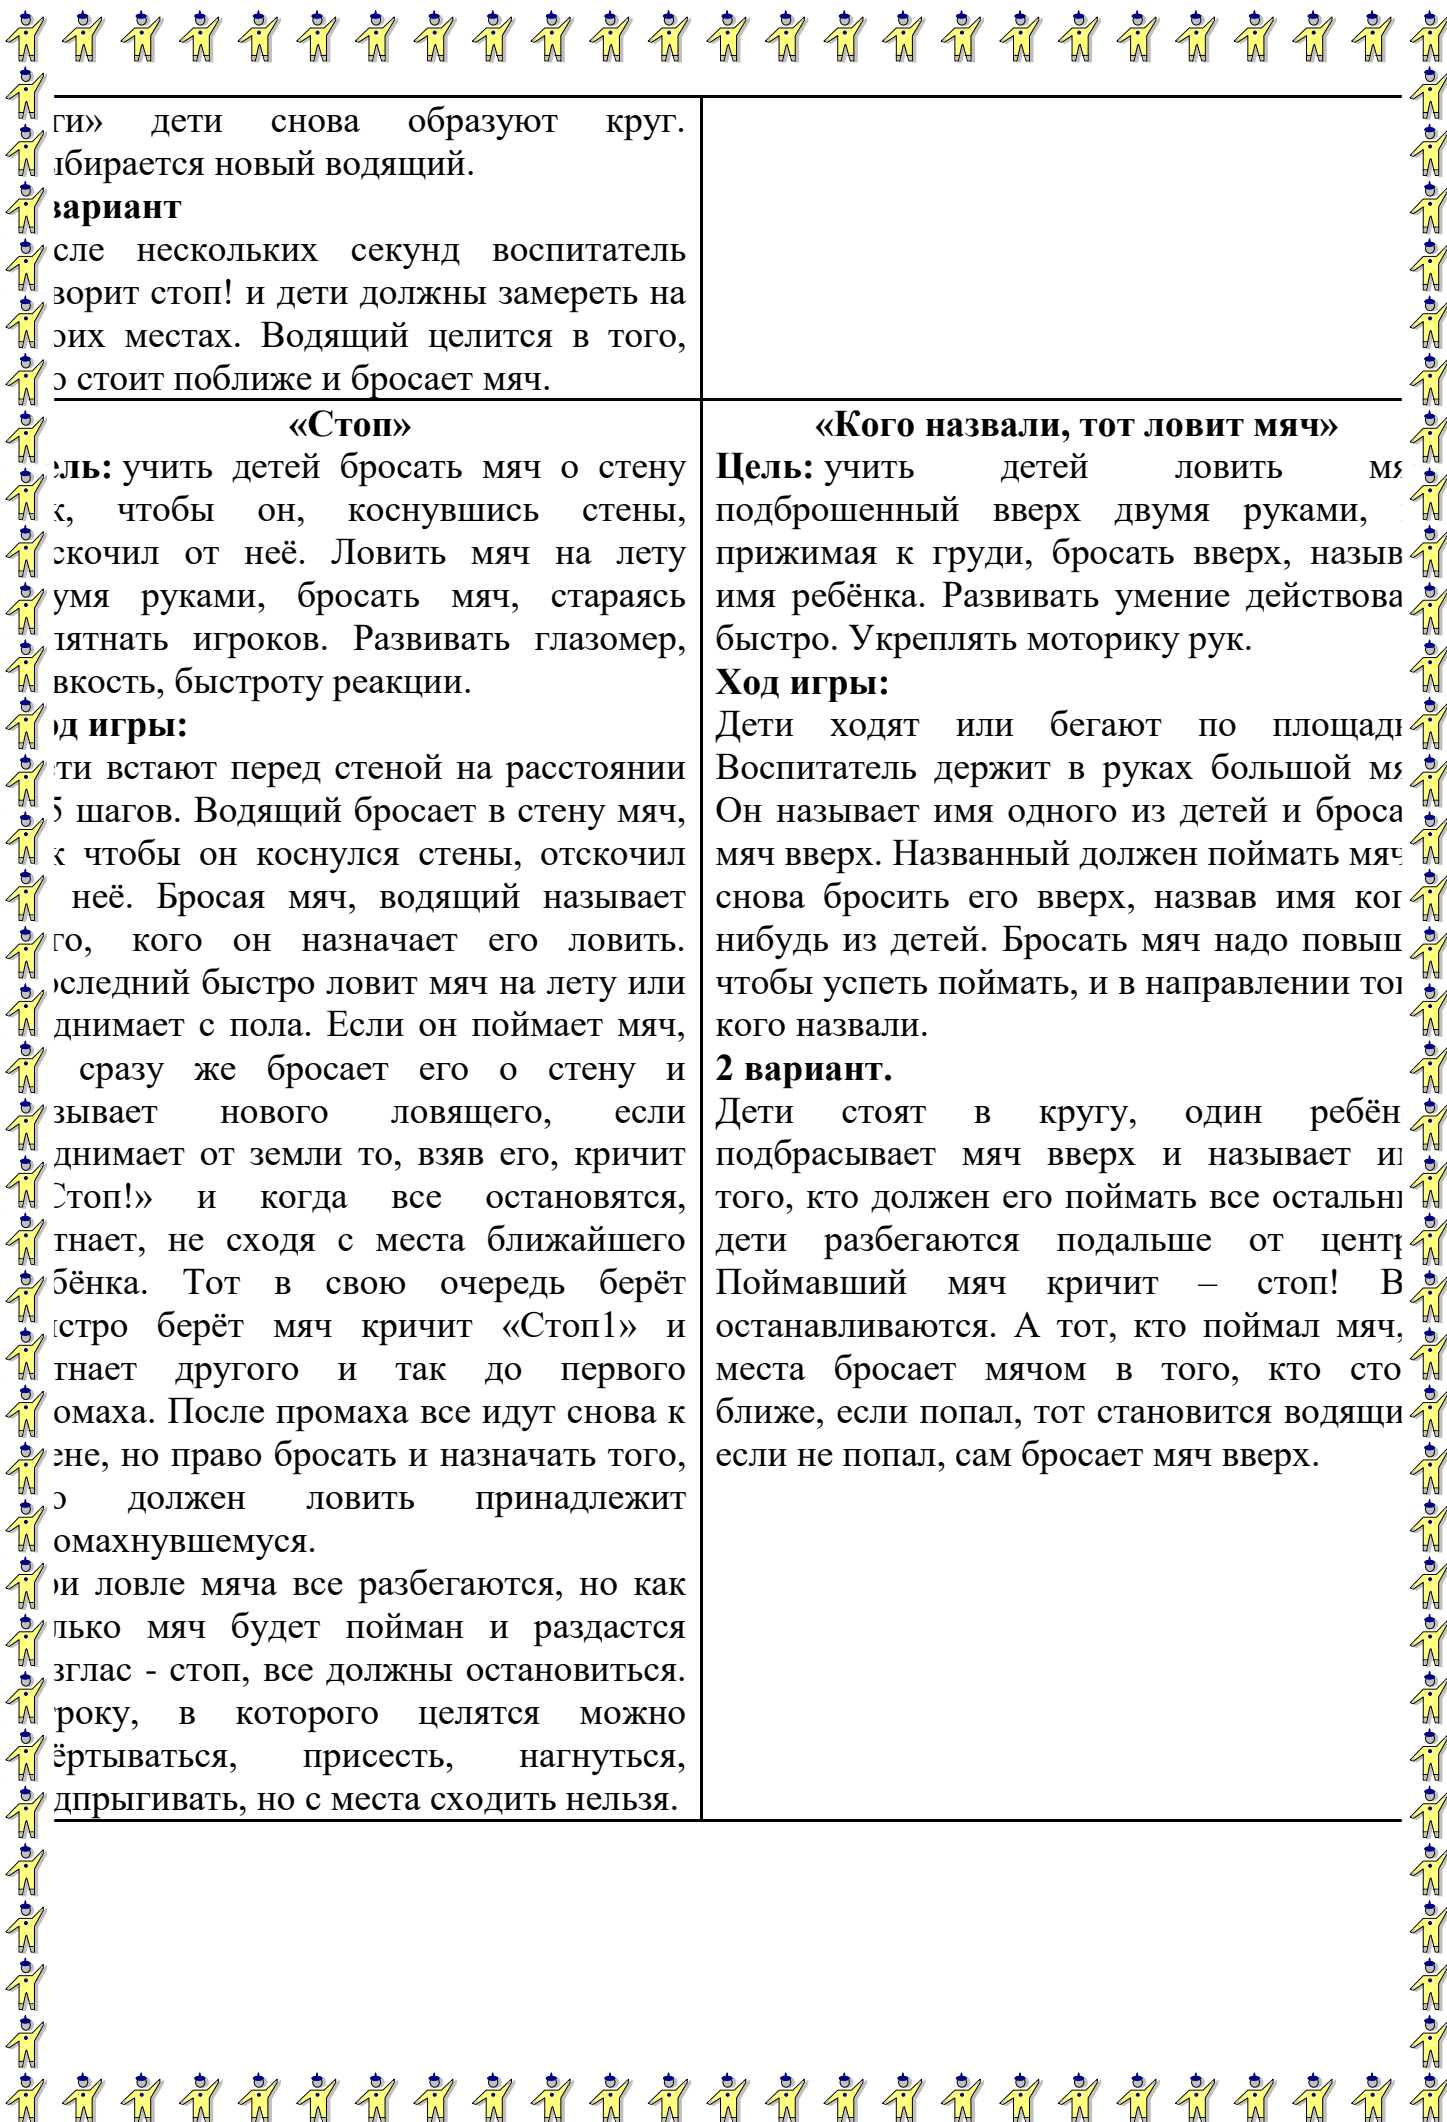 ги» дети снова образуют круг.
ыбирается новый водящий.
вариант
сле нескольких секунд воспитатель
ворит стоп! и дети должны замереть на
оих местах. Водящий целится в того,
о стоит поближе и бросает мяч.
«Стоп»
ель: учить детей бросать мяч о стену
к, чтобы он, коснувшись стены,
скочил от неё. Ловить мяч на лету
умя руками, бросать мяч, стараясь
пятнать игроков. Развивать глазомер,
вкость, быстроту реакции.
од игры:
ети встают перед стеной на расстоянии
5 шагов. Водящий бросает в стену мяч,
к чтобы он коснулся стены, отскочил
неё. Бросая мяч, водящий называет
го, кого он назначает его ловить.
оследний быстро ловит мяч на лету или
днимает с пола. Если он поймает мяч,
сразу же бросает его о стену и
зывает нового ловящего, если
днимает от земли то, взяв его, кричит
Стоп!» и когда все остановятся,
тнает, не сходя с места ближайшего
бёнка. Тот в свою очередь берёт
ыстро берёт мяч кричит «Стоп1» и
тнает другого и так до первого
омаха. После промаха все идут снова к
ене, но право бросать и назначать того,
о должен ловить принадлежит
омахнувшемуся.
ри ловле мяча все разбегаются, но как
лько мяч будет пойман и раздастся
зглас - стоп, все должны остановиться.
року, в которого целятся можно
ёртываться, присесть, нагнуться,
дпрыгивать, но с места сходить нельзя.
«Кого назвали, тот ловит мяч»
Цель: учить детей ловить мя
подброшенный вверх двумя руками,
прижимая к груди, бросать вверх, назыв
имя ребёнка. Развивать умение действова
быстро. Укреплять моторику рук.
Ход игры:
Дети ходят или бегают по площадк
Воспитатель держит в руках большой мя
Он называет имя одного из детей и броса
мяч вверх. Названный должен поймать мяч
снова бросить его вверх, назвав имя ког
нибудь из детей. Бросать мяч надо повыш
чтобы успеть поймать, и в направлении тог
кого назвали.
2 вариант.
Дети стоят в кругу, один ребён
подбрасывает мяч вверх и называет им
того, кто должен его поймать все остальны
дети разбегаются подальше от центр
Поймавший мяч кричит – стоп! В
останавливаются. А тот, кто поймал мяч,
места бросает мячом в того, кто сто
ближе, если попал, тот становится водящи
если не попал, сам бросает мяч вверх.